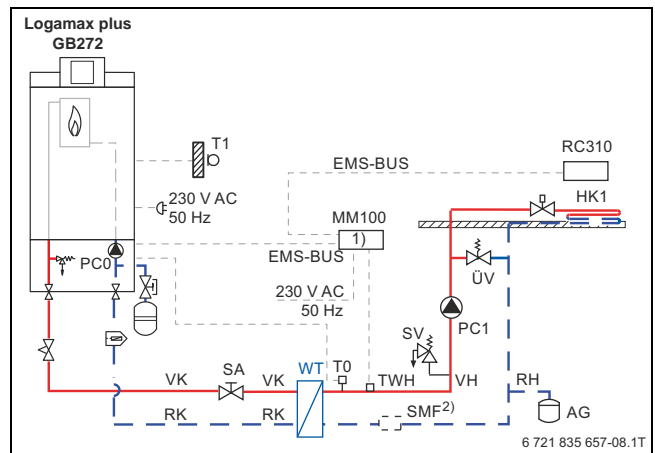 Logamax plus
GB272
T1
230 V AC
50 Hz
EMS-BUS
RC310
HK1
MM100
1)
EMS-BUS
230 V AC
50 Hz
PC0
ÜV
PC1
SV
SA
WT
T0
VK
VK
TWH
VH
RH
RK
RK
SMF2)
AG
6 721 835 657-08.1T